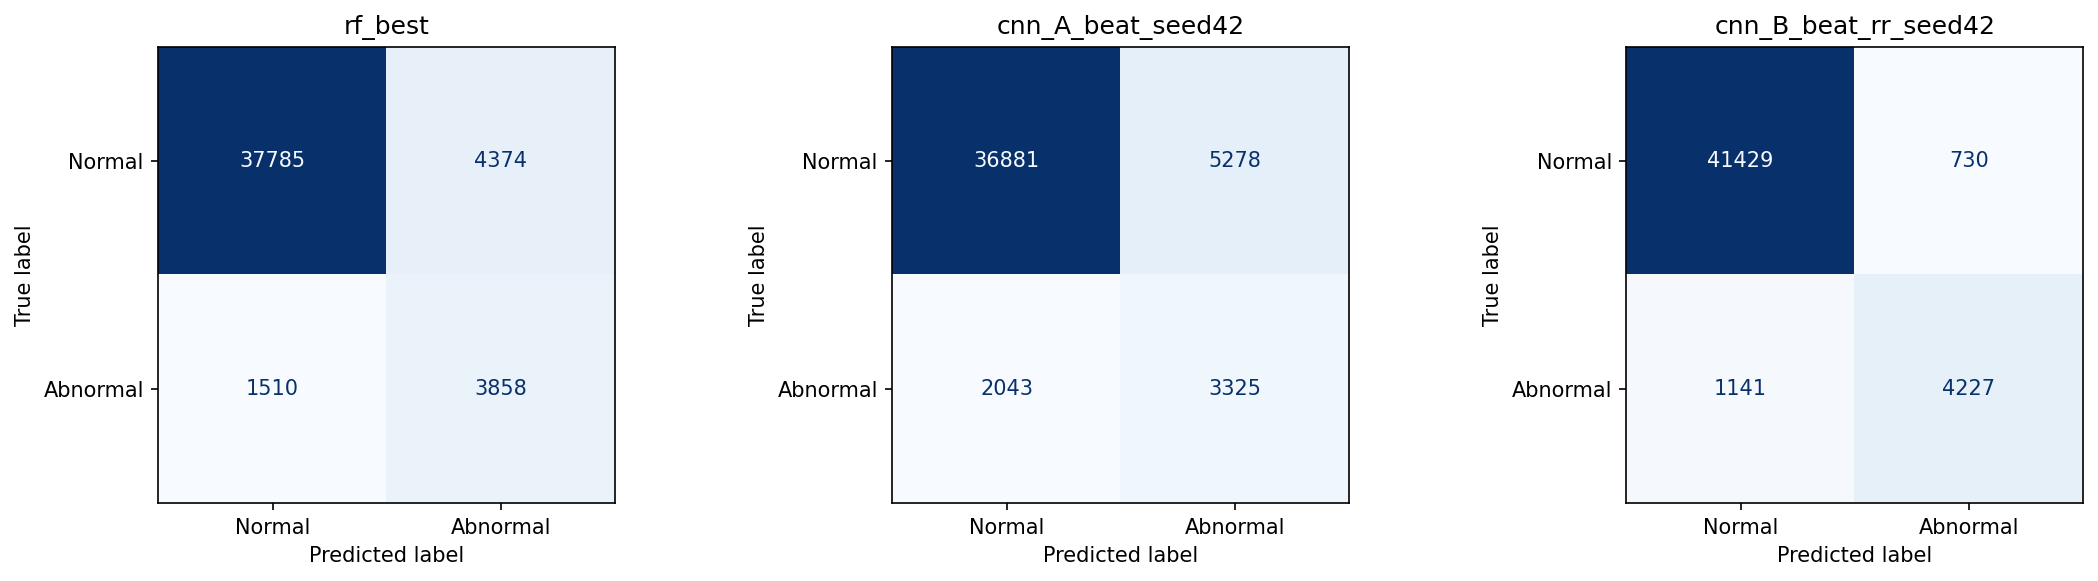 rf_best
True label
Normal
37785 4374
Abnormal
1510 3858
Normal Abnormal
Predicted label
cnn_A_beat_seed42
True label
Normal
36881 5278
Abnormal
2043 3325
Normal Abnormal
Predicted label
cnn_B_beat_rr_seed42
True label
Normal
41429 730
Abnormal
1141 4227
Normal Abnormal
Predicted label